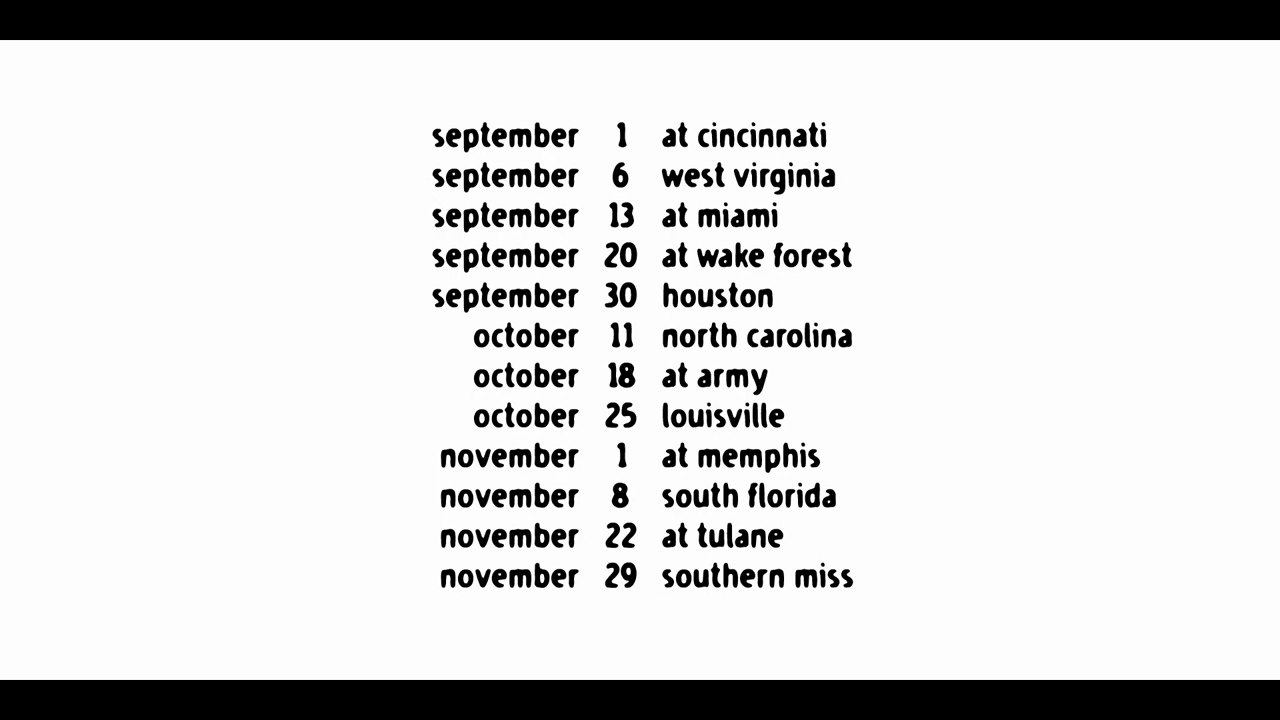 september 1 at cincinnati
september 6 west virginia
september 13 at miami
september 20 at wake forest
september 30 houston
october 11 north carolina
october 18 at army
october 25 louisville
november 1 at memphis
november 8 south florida
november 22 at tulane
november 29 southern miss